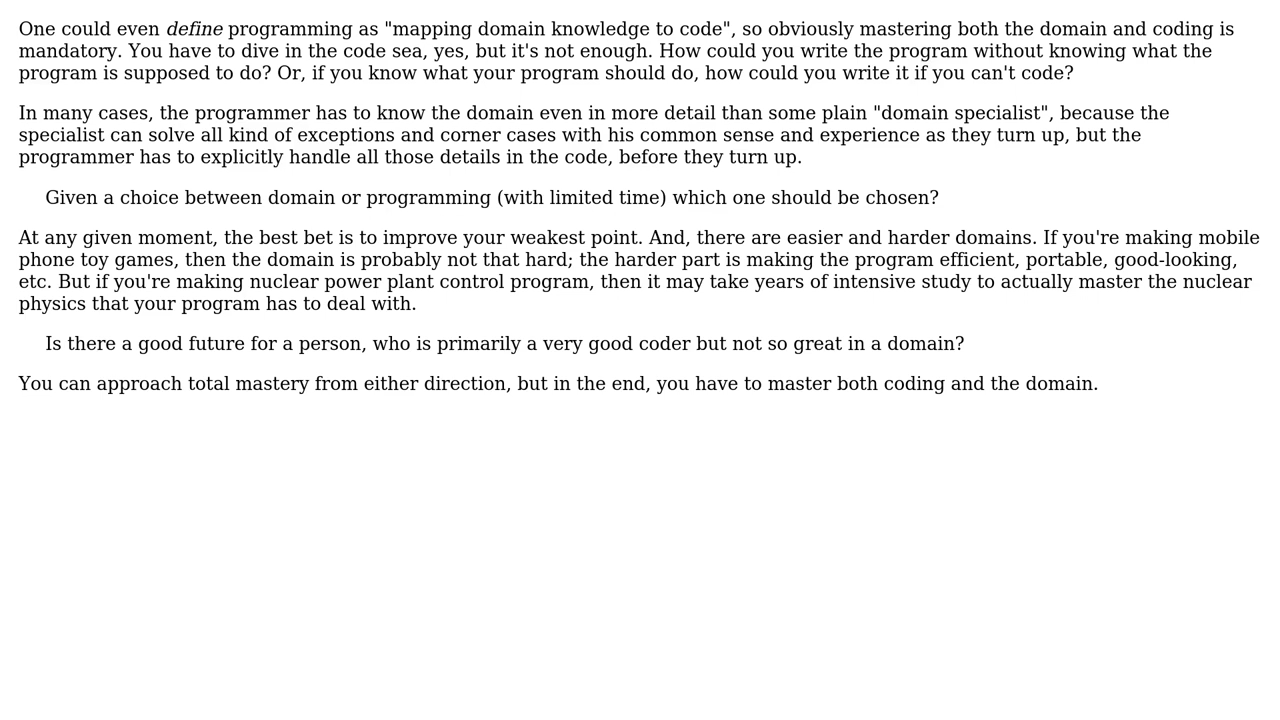 One could even define programming as "mapping domain knowledge to code", so obviously mastering both the domain and coding is
mandatory. You have to dive in the code sea, yes, but it's not enough. How could you write the program without knowing what the
program is supposed to do? Or, if you know what your program should do, how could you write it if you can't code?
In many cases, the programmer has to know the domain even in more detail than some plain "domain specialist", because the
specialist can solve all kind of exceptions and corner cases with his common sense and experience as they turn up, but the
programmer has to explicitly handle all those details in the code, before they turn up.
Given a choice between domain or programming (with limited time) which one should be chosen?
At any given moment, the best bet is to improve your weakest point. And, there are easier and harder domains. If you're making mobile
phone toy games, then the domain is probably not that hard; the harder part is making the program efficient, portable, good-looking,
etc. But if you're making nuclear power plant control program, then it may take years of intensive study to actually master the nuclear
physics that your program has to deal with.
Is there a good future for a person, who is primarily a very good coder but not so great in a domain?
You can approach total mastery from either direction, but in the end, you have to master both coding and the domain.